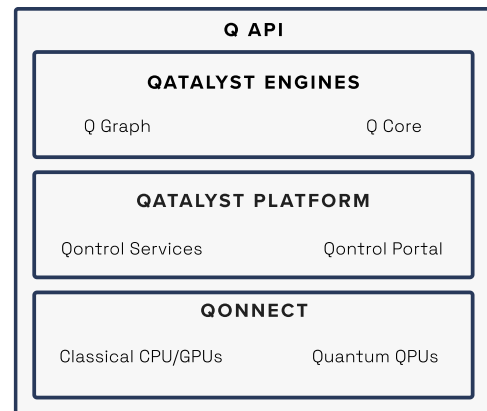 Q API
QATALYST ENGINES
Q Graph Q Core
QATALYST PLATFORM
Qontrol Services Qontrol Portal
QONNECT
Classical CPU/GPUs Quantum QPUs